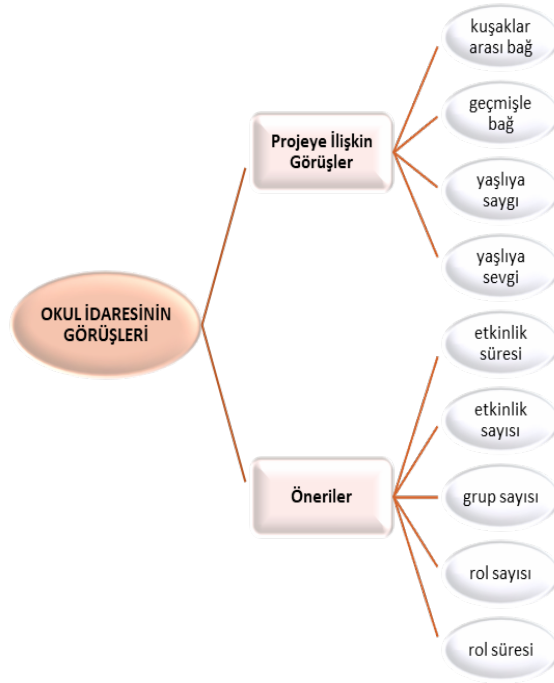 OKUL İDARESİNİN
GÖRÜŞLERİ
Projeye İlişkin
Görüşler
kuşaklar
arası bağ
geçmişle
bağ
yaşlıya
saygı
yaşlıya
sevgi
Öneriler
etkinlik
süresi
etkinlik
sayısı
grup sayısı
rol sayısı
rol süresi